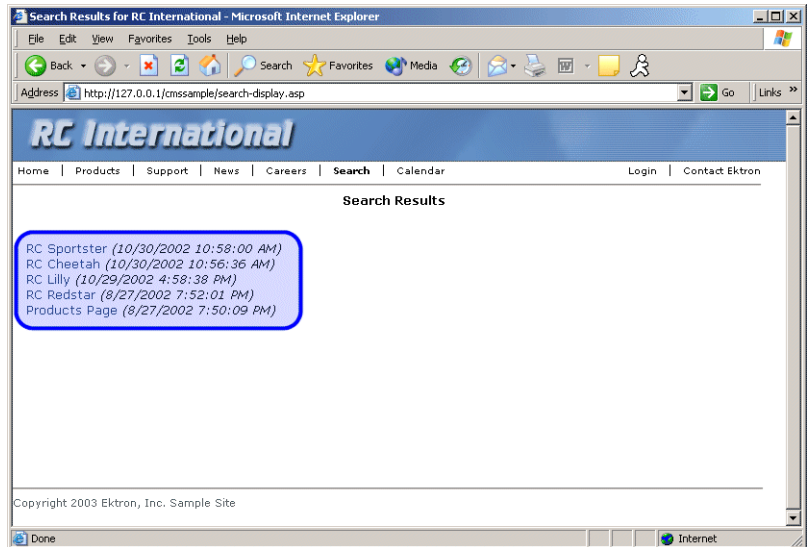 Search Results for RC International - Microsoft Internet Explorer
File Edit View Favorites Tools Help
Back Search Favorites Media
Address http://127.0.0.1/cmssample/search-display.asp Go Links »
RC International
Home | Products | Support | News | Careers | Search | Calendar Login | Contact Ektron
Search Results
RC Sportster (10/30/2002 10:58:00 AM)
RC Cheetah (10/30/2002 10:56:36 AM)
RC Lilly (10/29/2002 4:58:38 PM)
RC Redstar (8/27/2002 7:52:01 PM)
Products Page (8/27/2002 7:50:09 PM)
Copyright 2003 Ektron, Inc. Sample Site
Done Internet